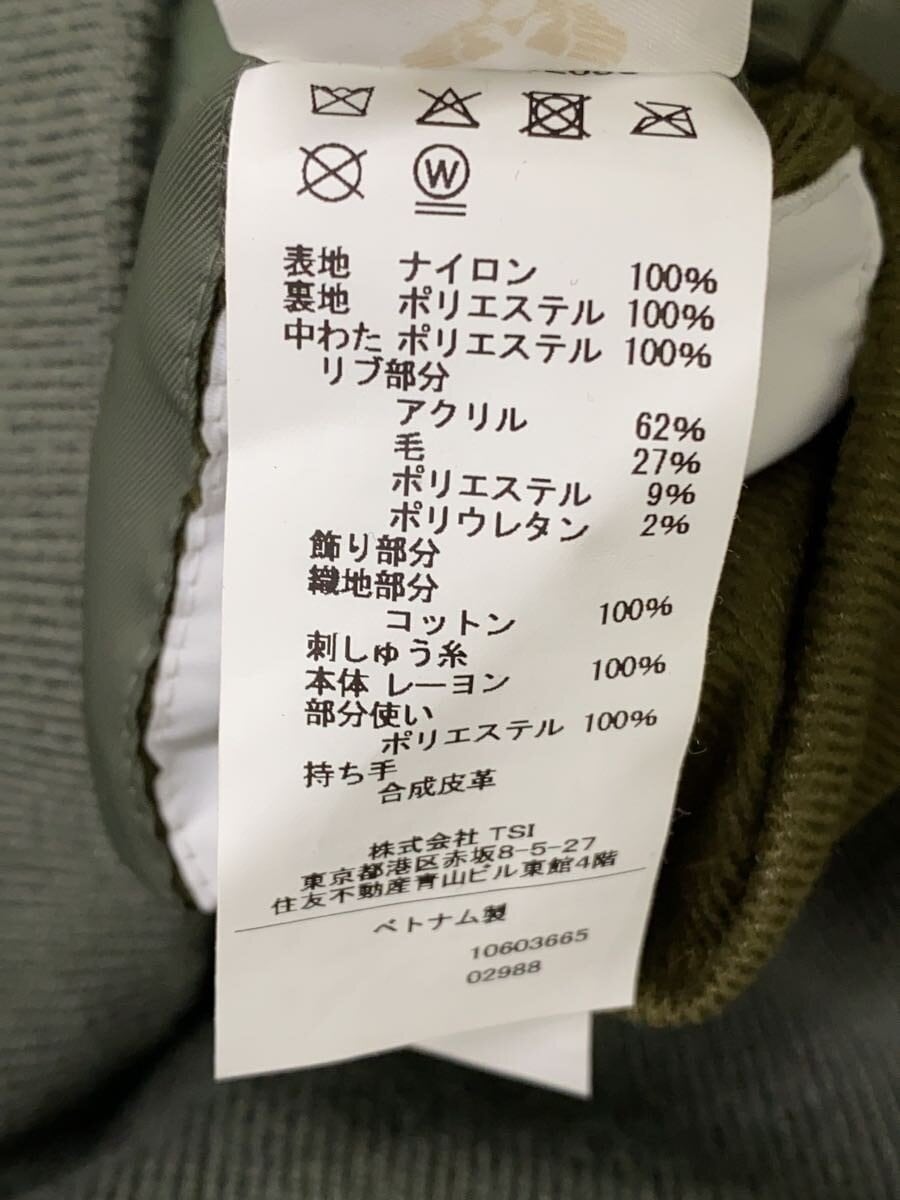 W
表地 ナイロン 100%
裏地 ポリエステル 100%
中わた ポリエステル 100%
リブ部分
アクリル 62%
毛 27%
ポリエステル 9%
ポリウレタン 2%
飾り部分
織地部分
コットン 100%
刺しゅう糸
本体 レーヨン 100%
部分使い
ポリエステル 100%
持ち手
合成皮革
株式会社 TSI
東京都港区赤坂8-5-27
住友不動産青山ビル東館4階
ベトナム製
10603665
02988